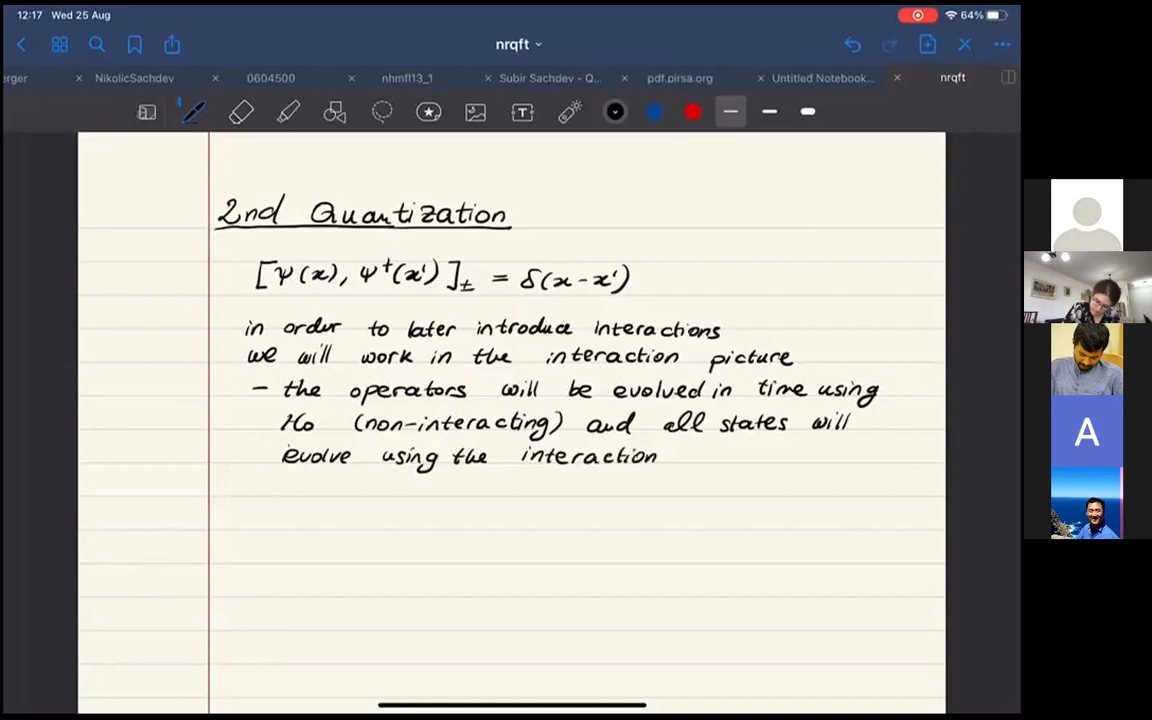 12:17 Wed 25 Aug
64%
nrqft
erger
NikolicSachdev
0604500
nhmfl13_1
Subir Sachdev - Q...
pdf.pirsa.org
Untitled Notebook...
nrqft
2nd Quantization
[ψ(x), ψ†(x')]± = δ(x-x')
in order to later introduce interactions
we will work in the interaction picture
- the operators will be evolved in time using
H₀ (non-interacting) and all states will
evolve using the interaction
A